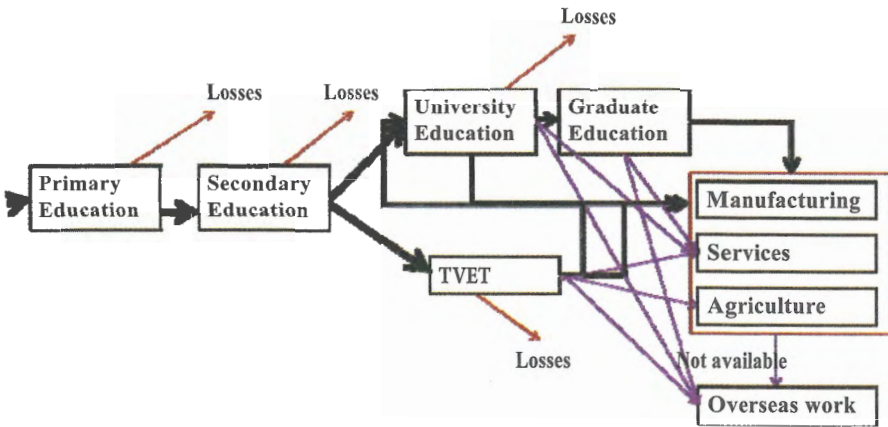 Losses
Losses
Losses
University
Education
Graduate
Education
Primary
Education
Secondary
Education
Manufacturing
Services
TVET
Agriculture
Losses
Not available
Overseas work